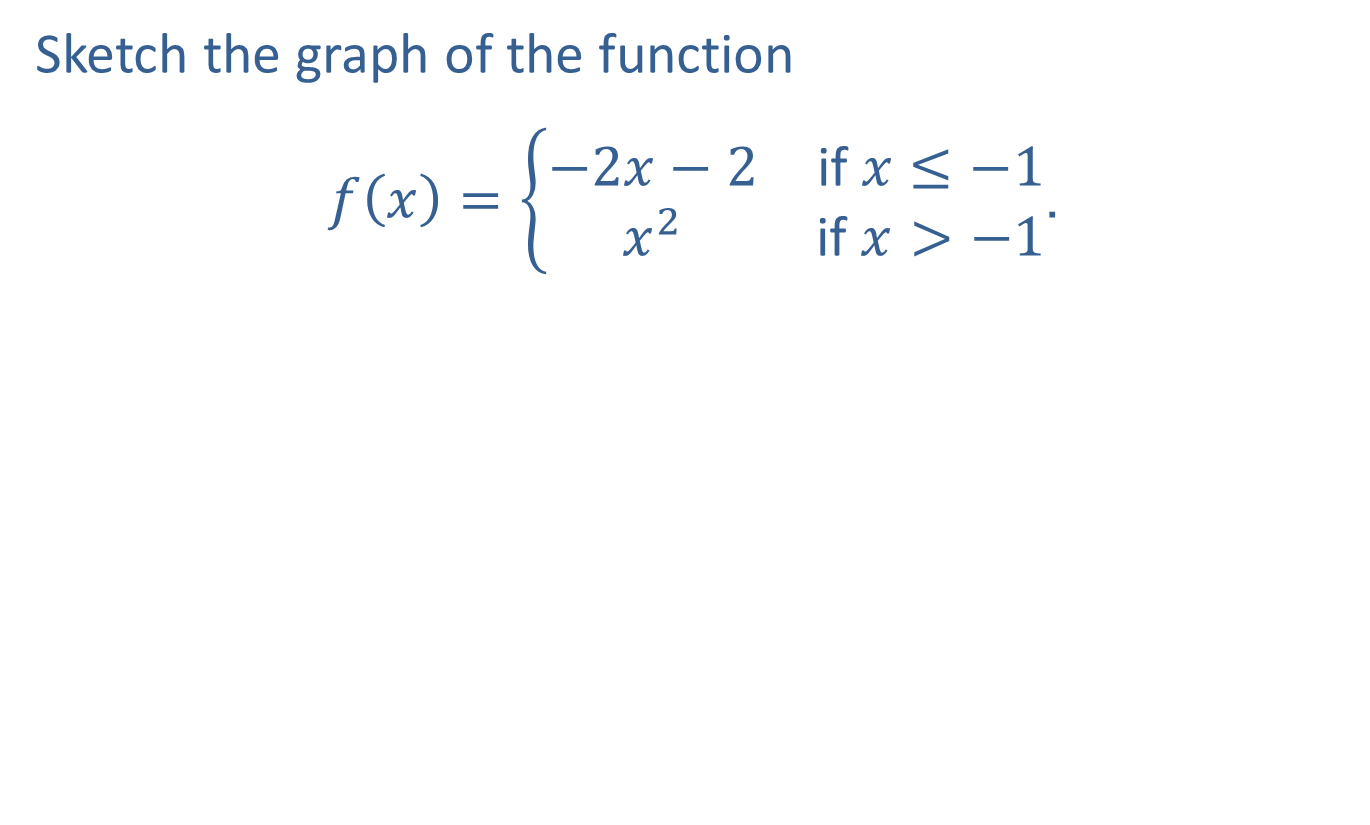 Sketch the graph of the function
f(x) = {−2x − 2 if x ≤ −1
x² if x > −1.